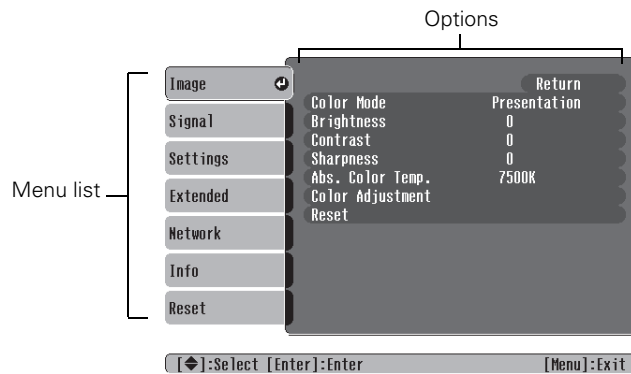 Options
Menu list
Image
Signal
Settings
Extended
Network
Info
Reset
Return
Color Mode Presentation
Brightness 0
Contrast 0
Sharpness 0
Abs. Color Temp. 7500K
Color Adjustment
Reset
[◆]:Select [Enter]:Enter [Menu]:Exit